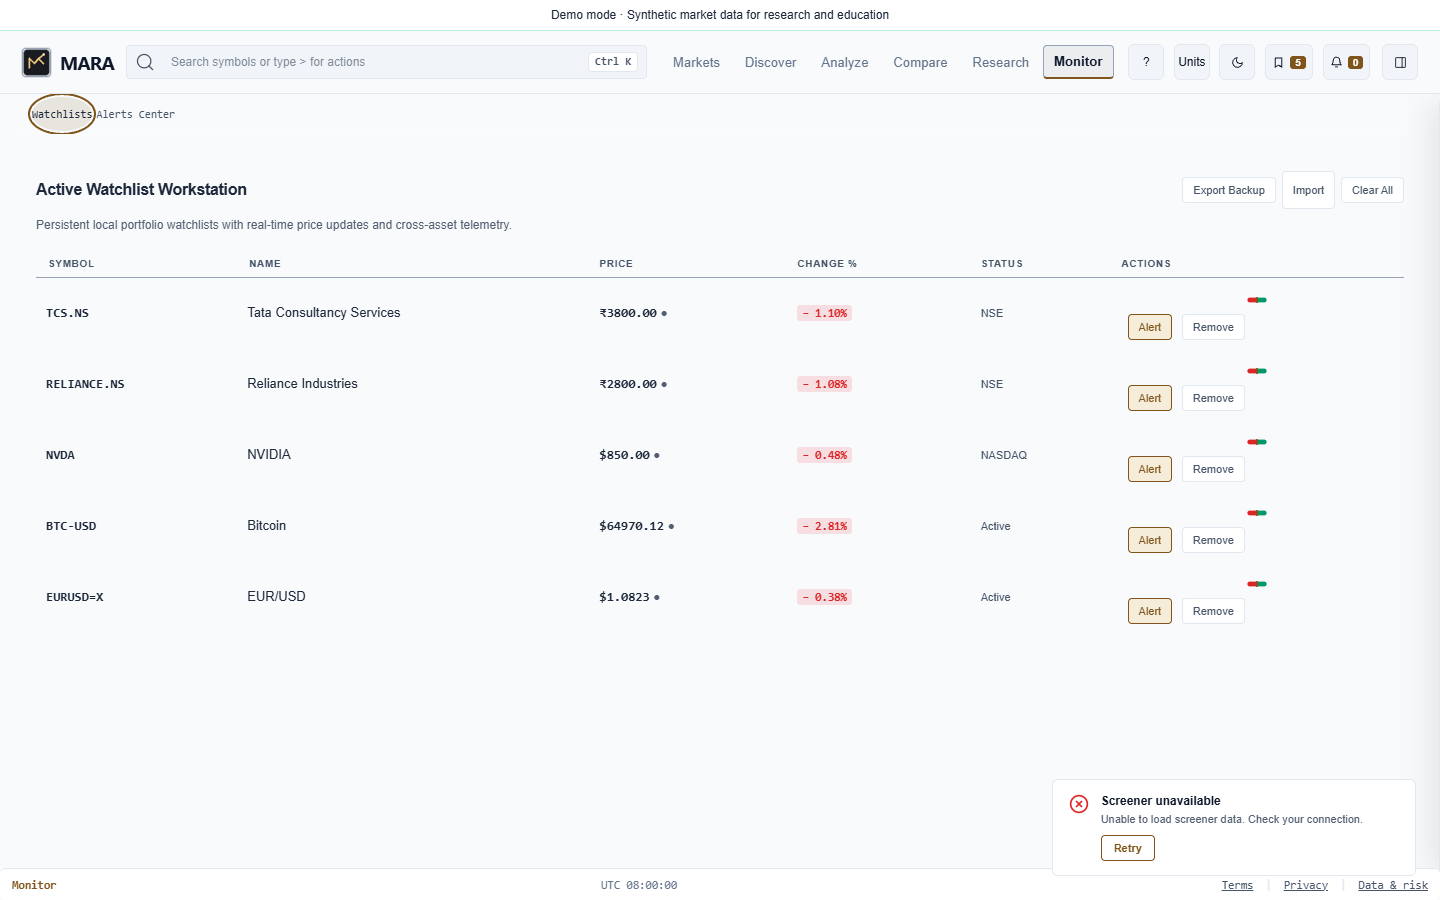 Demo mode · Synthetic market data for research and education
MARA
Search symbols or type > for actions
Ctrl K
Markets
Discover
Analyze
Compare
Research
Monitor
?
Units
5
0
Watchlists
Alerts Center
Active Watchlist Workstation
Export Backup
Import
Clear All
Persistent local portfolio watchlists with real-time price updates and cross-asset telemetry.
SYMBOL NAME PRICE CHANGE % STATUS ACTIONS
TCS.NS Tata Consultancy Services ₹3800.00 − 1.10% NSE Alert Remove
RELIANCE.NS Reliance Industries ₹2800.00 − 1.08% NSE Alert Remove
NVDA NVIDIA $850.00 − 0.48% NASDAQ Alert Remove
BTC-USD Bitcoin $64970.12 − 2.81% Active Alert Remove
EURUSD=X EUR/USD $1.0823 − 0.38% Active Alert Remove
Screener unavailable
Unable to load screener data. Check your connection.
Retry
Monitor
UTC 08:00:00
Terms
Privacy
Data & risk